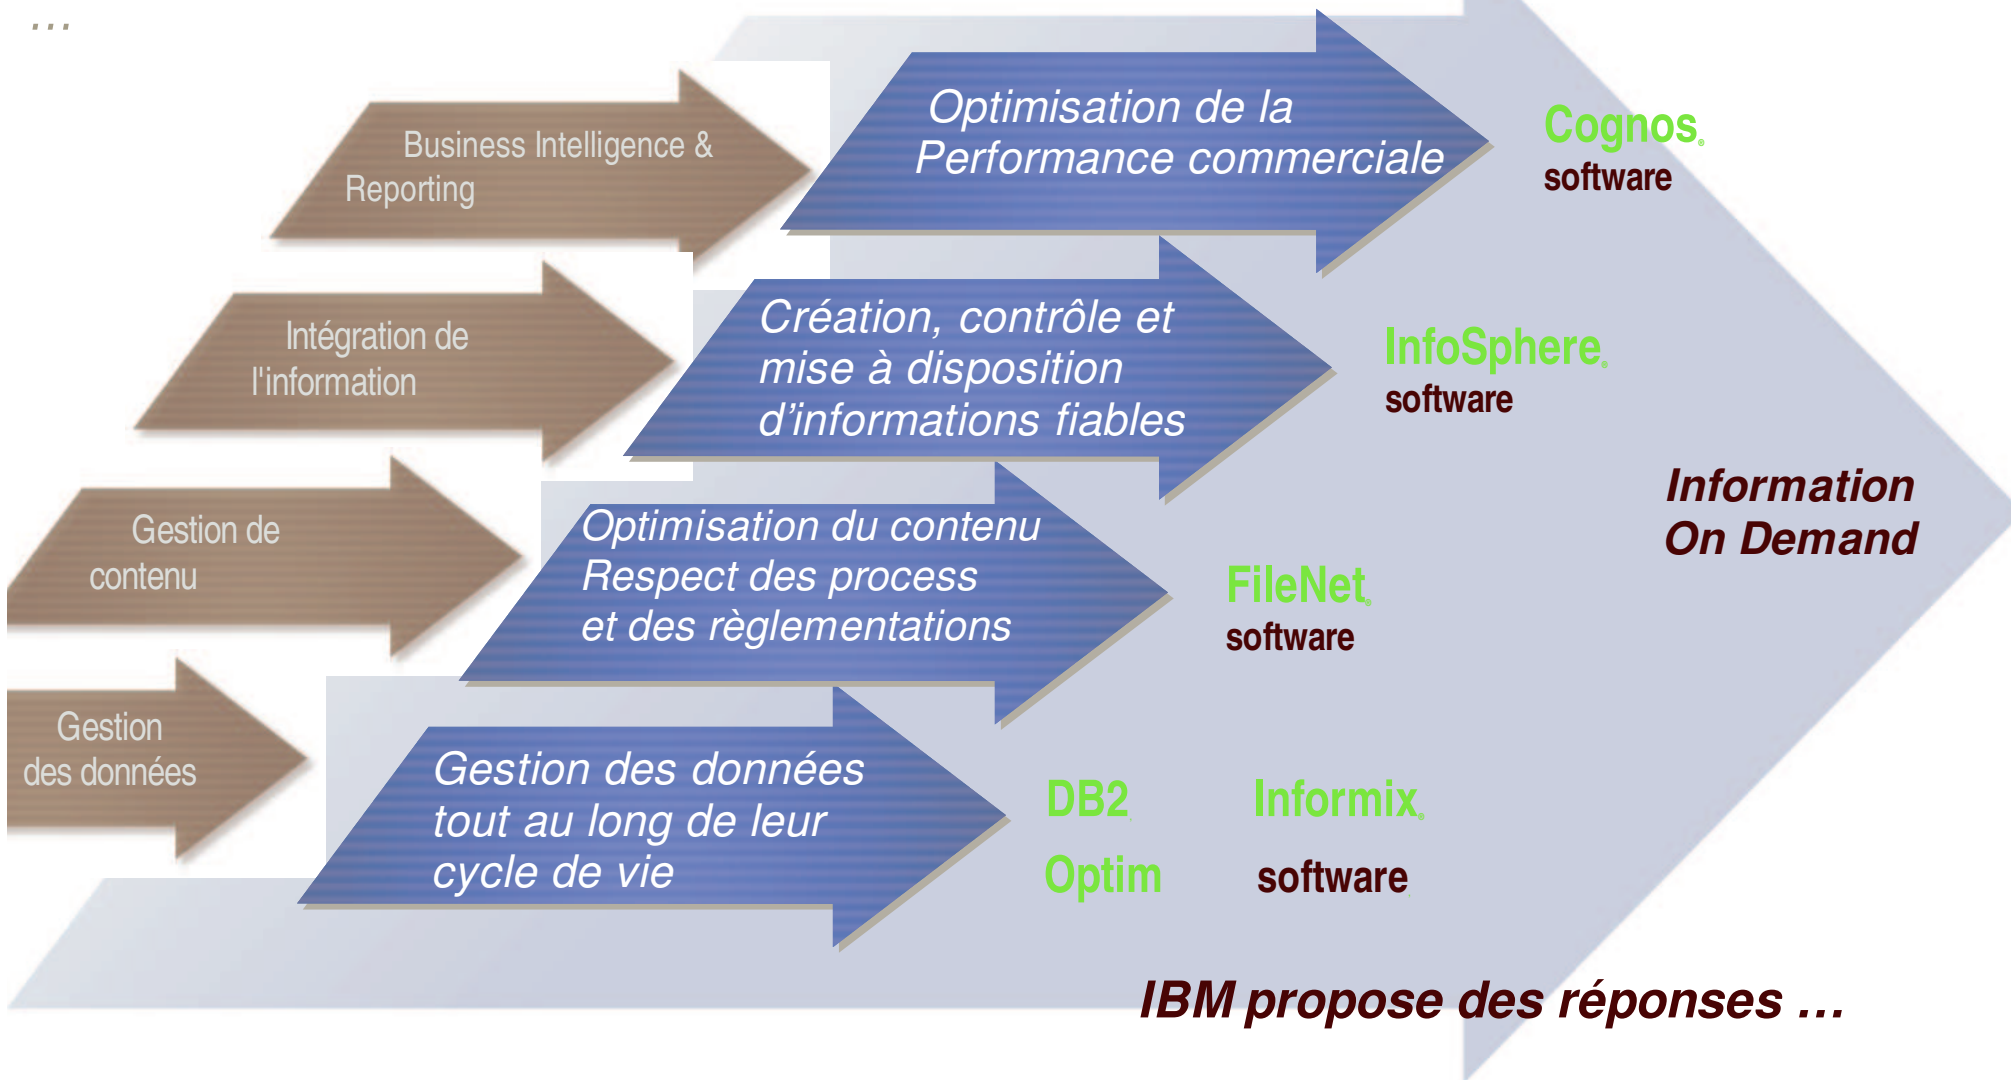 ...
Business Intelligence &
Reporting
Optimisation de la
Performance commerciale
Cognos®
software
Intégration de
l'information
Création, contrôle et
mise à disposition
d’informations fiables
InfoSphere®
software
Information
On Demand
Gestion de
contenu
Optimisation du contenu
Respect des process
et des règlementations
FileNet®
software
Gestion
des données
Gestion des données
tout au long de leur
cycle de vie
DB2 Informix®
Optim software
IBM propose des réponses …